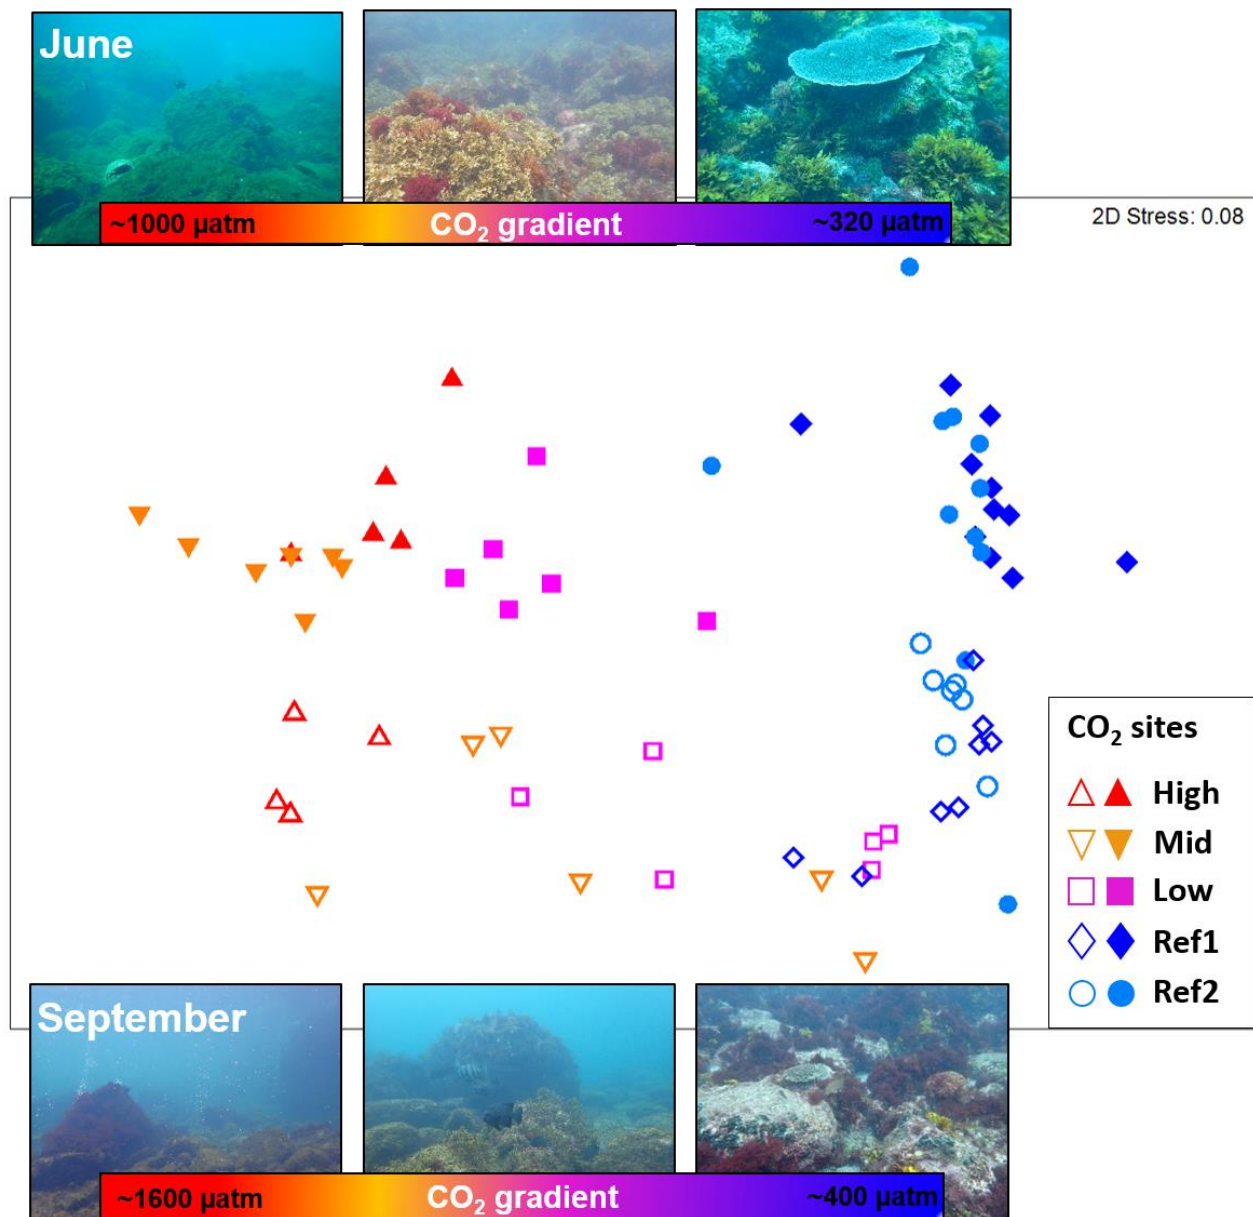 June
~1000 µatm CO₂ gradient ~320 µatm
2D Stress: 0.08
CO₂ sites
High
Mid
Low
Ref1
Ref2
September
~1600 µatm CO₂ gradient ~400 µatm